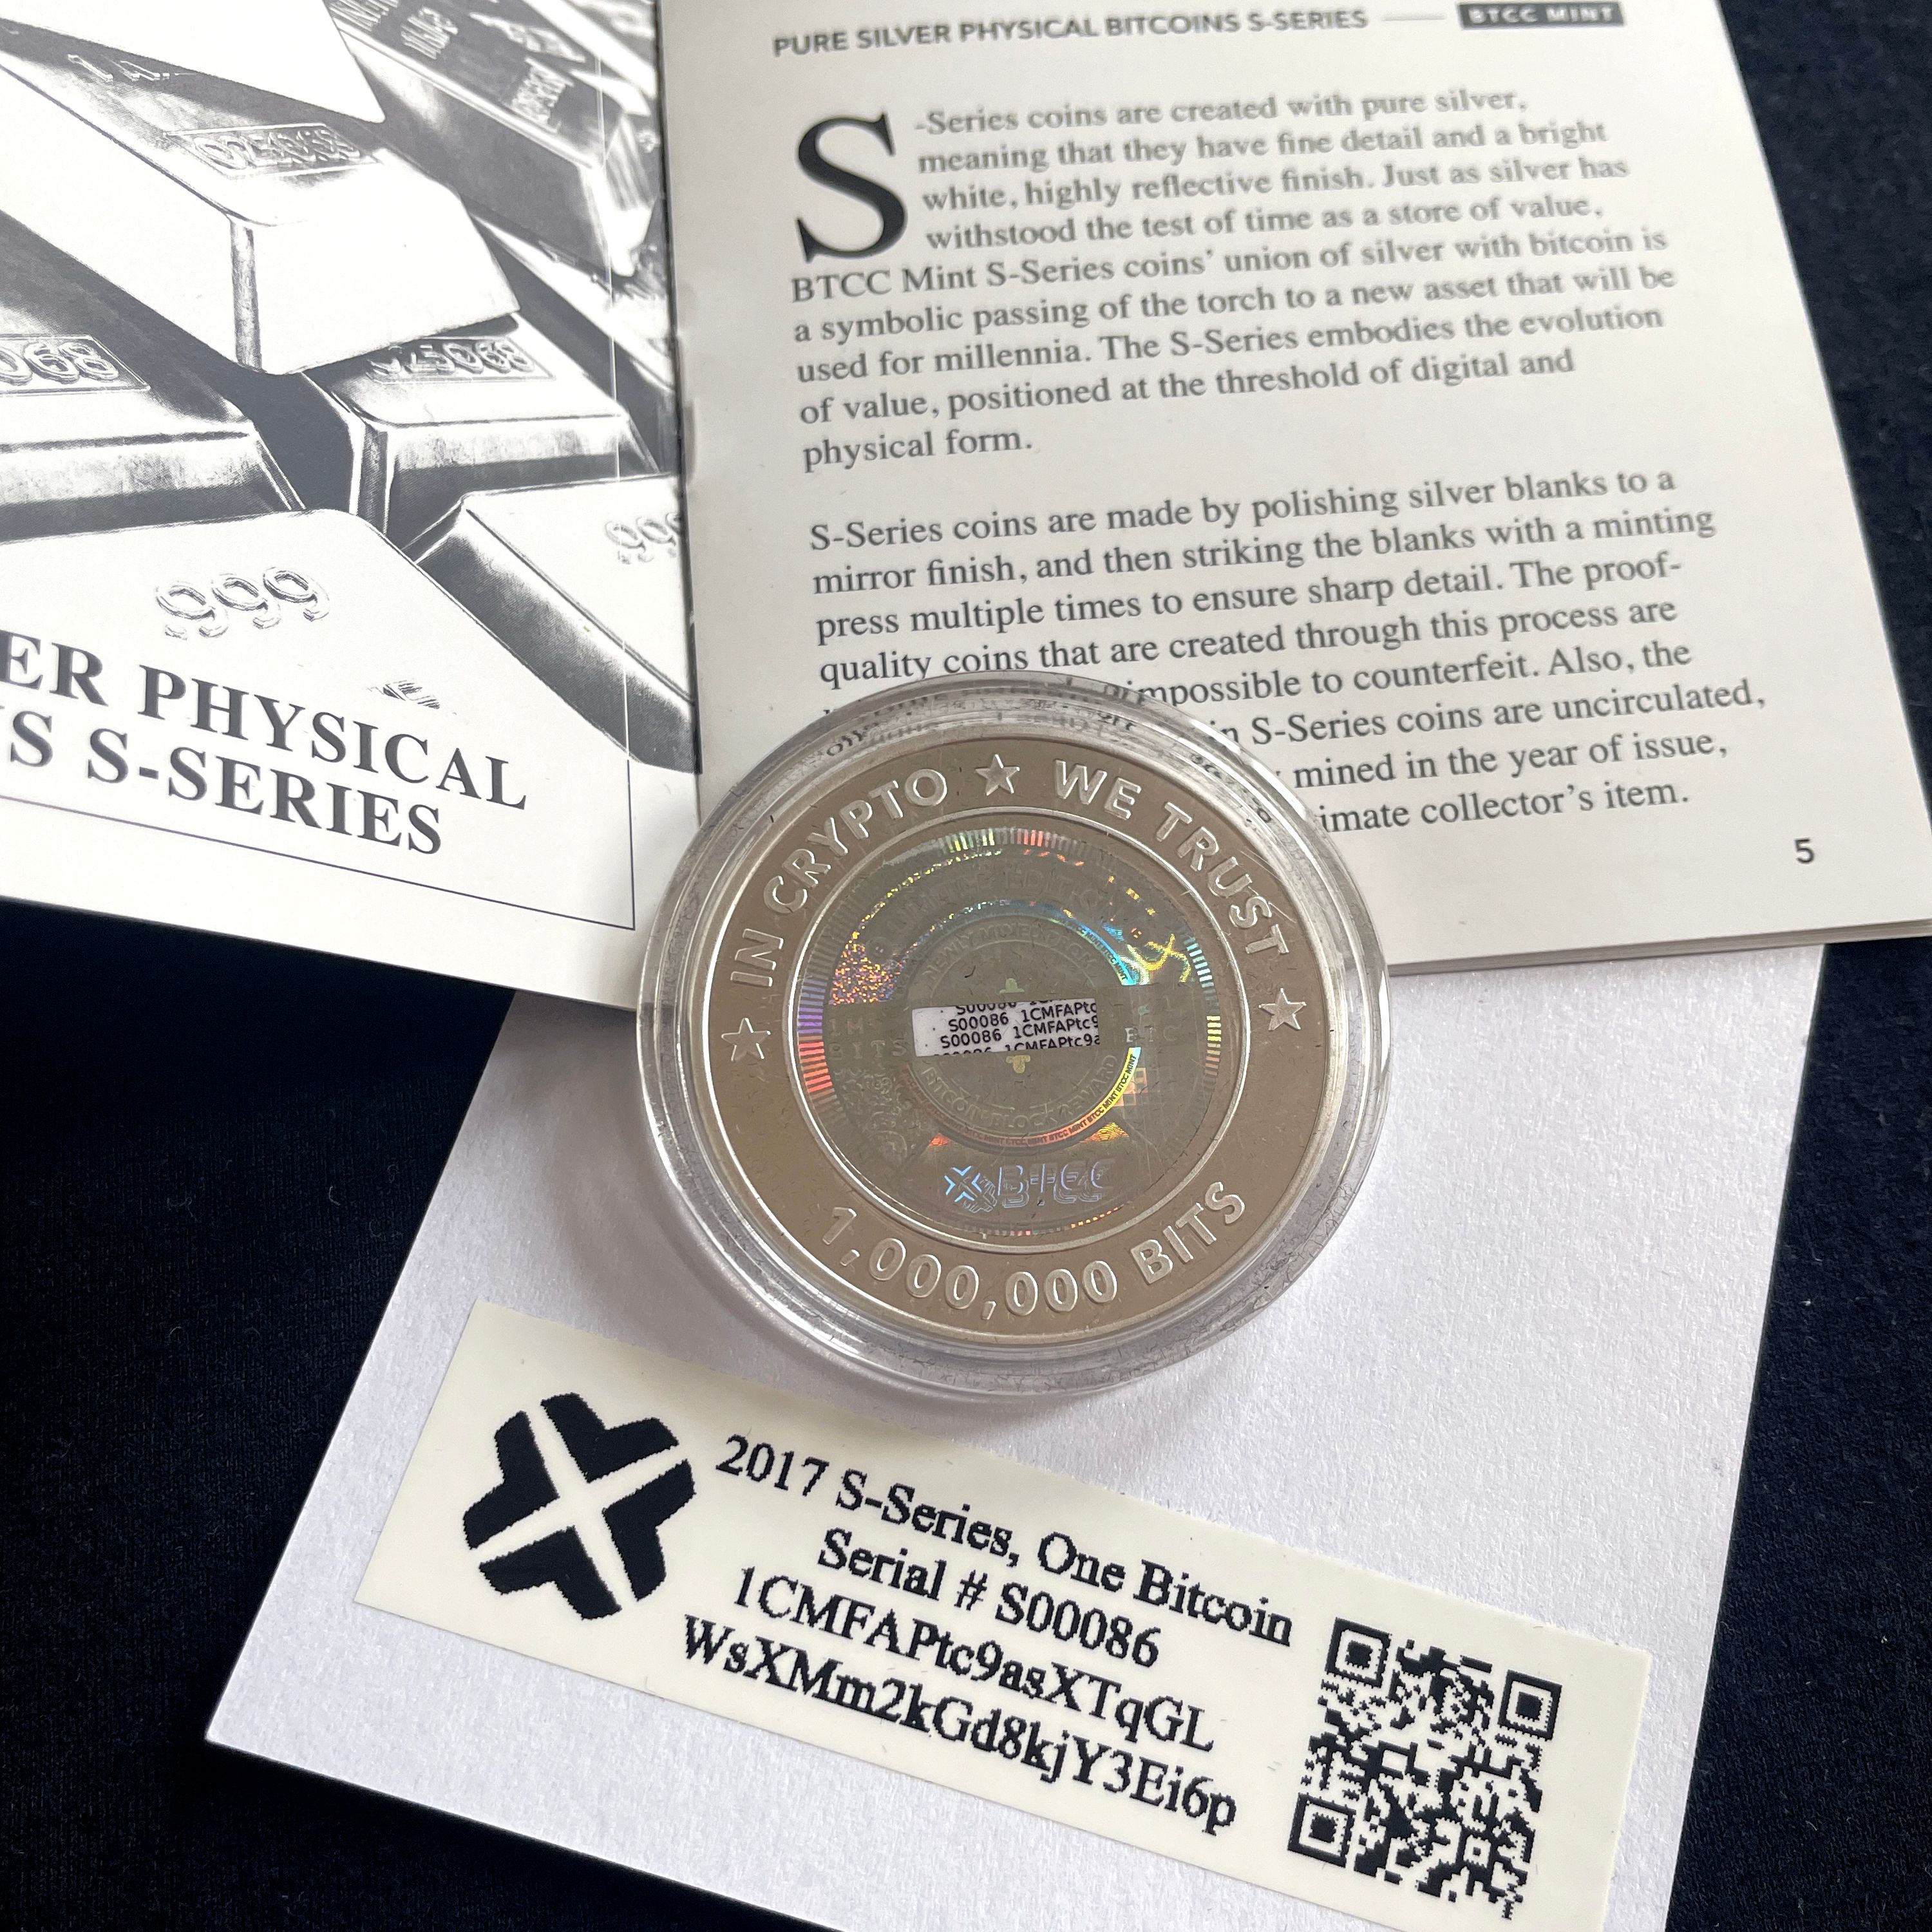 PURE SILVER PHYSICAL BITCOINS S-SERIES
BTCC MINT
S-Series coins are created with pure silver,
meaning that they have fine detail and a bright
white, highly reflective finish. Just as silver has
withstood the test of time as a store of value,
BTCC Mint S-Series coins' union of silver with bitcoin is
a symbolic passing of the torch to a new asset that will be
used for millennia. The S-Series embodies the evolution
of value, positioned at the threshold of digital and
physical form.
S-Series coins are made by polishing silver blanks to a
mirror finish, and then striking the blanks with a minting
press multiple times to ensure sharp detail. The proof-
quality coins that are created through this process are
impossible to counterfeit. Also, the
S-Series coins are uncirculated,
mined in the year of issue,
collector's item.
5
025068
068
025068
999
999
ER PHYSICAL
S S-SERIES
IN CRYPTO ★ WE TRUST
S00086 1CMFAPtc
S00086 1CMFAPtc9
1CMFAPtc9a
BTCC
1,000,000 BITS
2017 S-Series, One Bitcoin
Serial # S00086
1CMFAPtc9asXTqGL
WsXMm2kGd8kjY3Ei6p